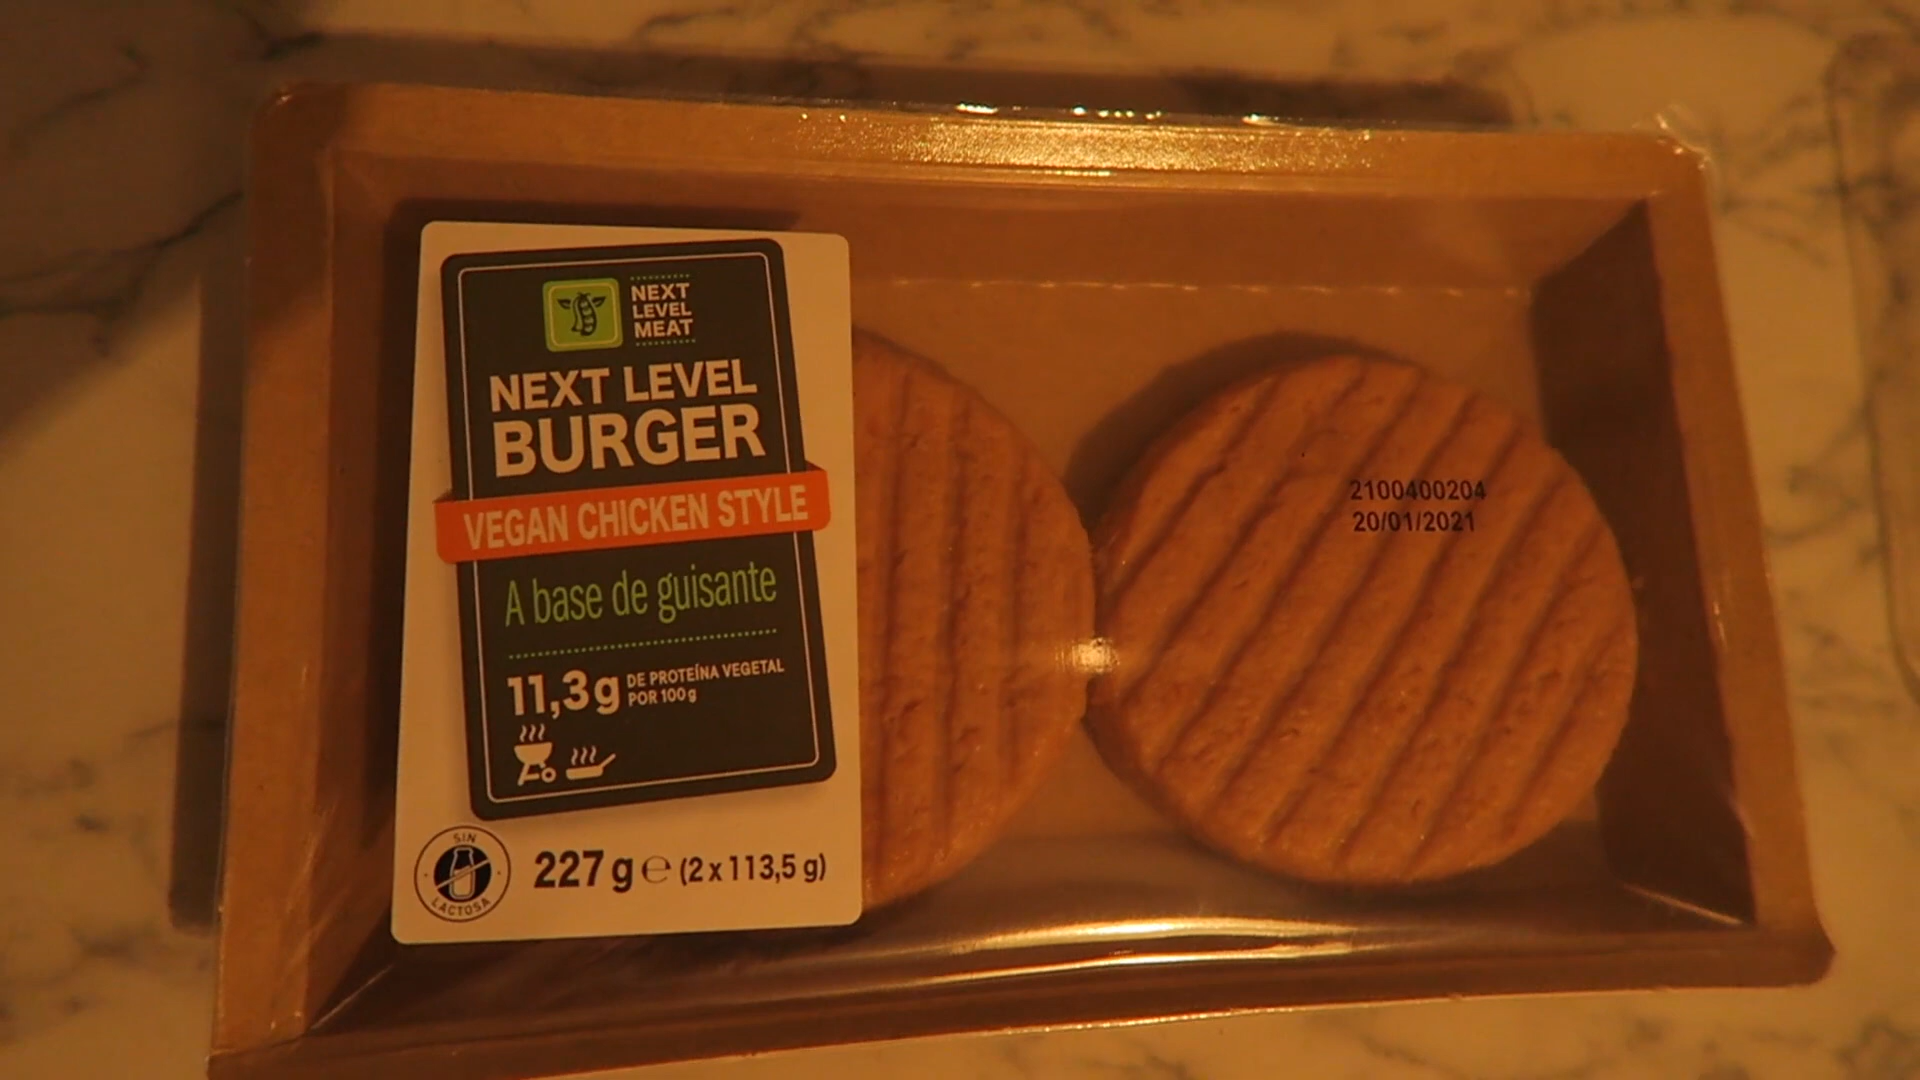 NEXT
LEVEL
MEAT
NEXT LEVEL
BURGER
VEGAN CHICKEN STYLE
A base de guisante
11,3g DE PROTEÍNA VEGETAL
POR 100g
SIN
LACTOSA
227 g e (2 x 113,5 g)
2100400204
20/01/2021